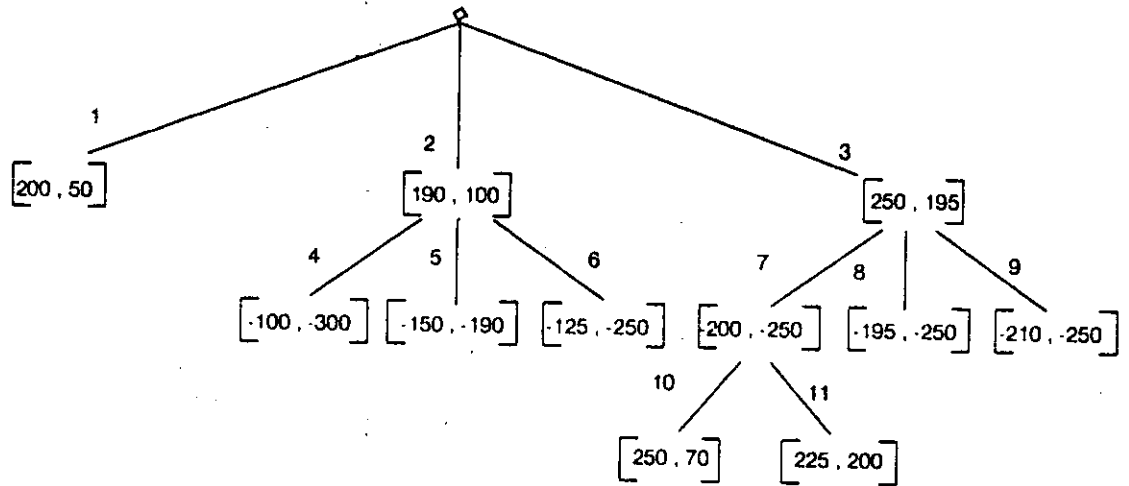 1
2
3
[200 , 50]
[190 , 100]
[250 , 195]
4
5
6
7
8
9
[-100 , -300]
[-150 , -190]
[-125 , -250]
[-200 , -250]
[-195 , -250]
[-210 , -250]
10
11
[250 , 70]
[225 , 200]